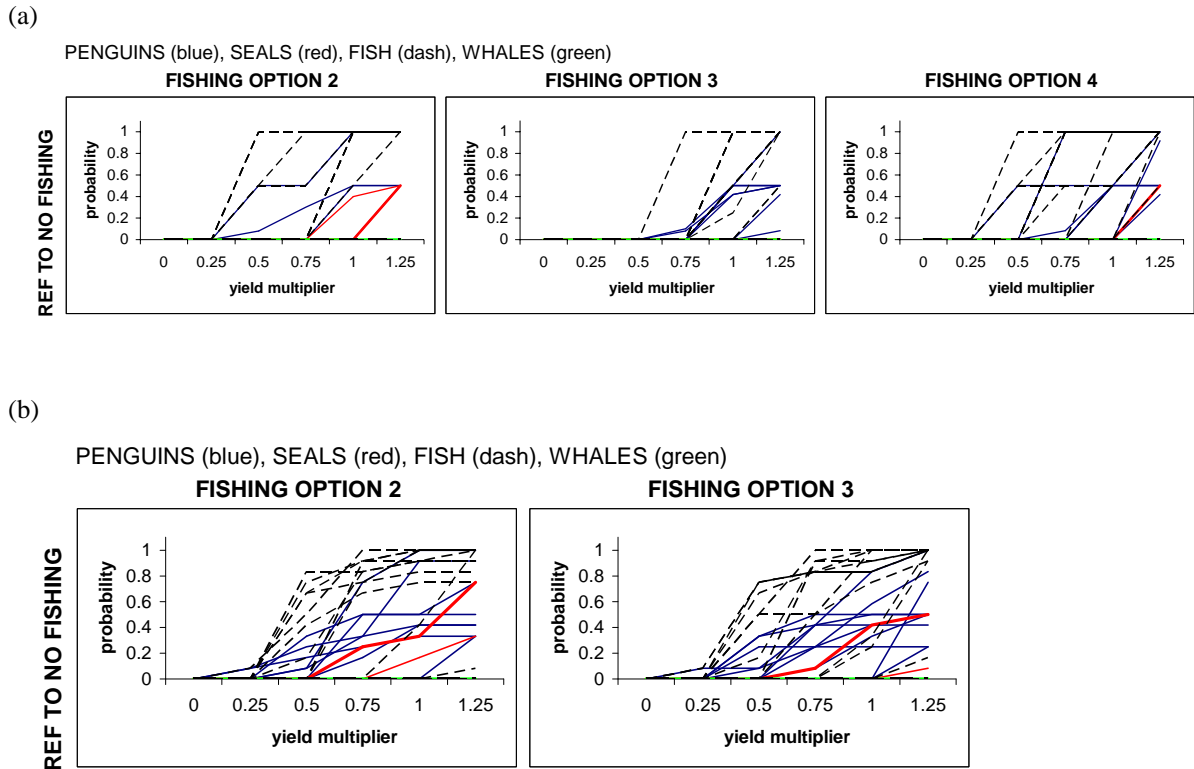 (a)
PENGUINS (blue), SEALS (red), FISH (dash), WHALES (green)
FISHING OPTION 2 FISHING OPTION 3 FISHING OPTION 4
REF TO NO FISHING
probability
1
0.8
0.6
0.4
0.2
0
0 0.25 0.5 0.75 1 1.25
yield multiplier
probability
1
0.8
0.6
0.4
0.2
0
0 0.25 0.5 0.75 1 1.25
yield multiplier
probability
1
0.8
0.6
0.4
0.2
0
0 0.25 0.5 0.75 1 1.25
yield multiplier
(b)
PENGUINS (blue), SEALS (red), FISH (dash), WHALES (green)
FISHING OPTION 2 FISHING OPTION 3
REF TO NO FISHING
probability
1
0.8
0.6
0.4
0.2
0
0 0.25 0.5 0.75 1 1.25
yield multiplier
probability
1
0.8
0.6
0.4
0.2
0
0 0.25 0.5 0.75 1 1.25
yield multiplier